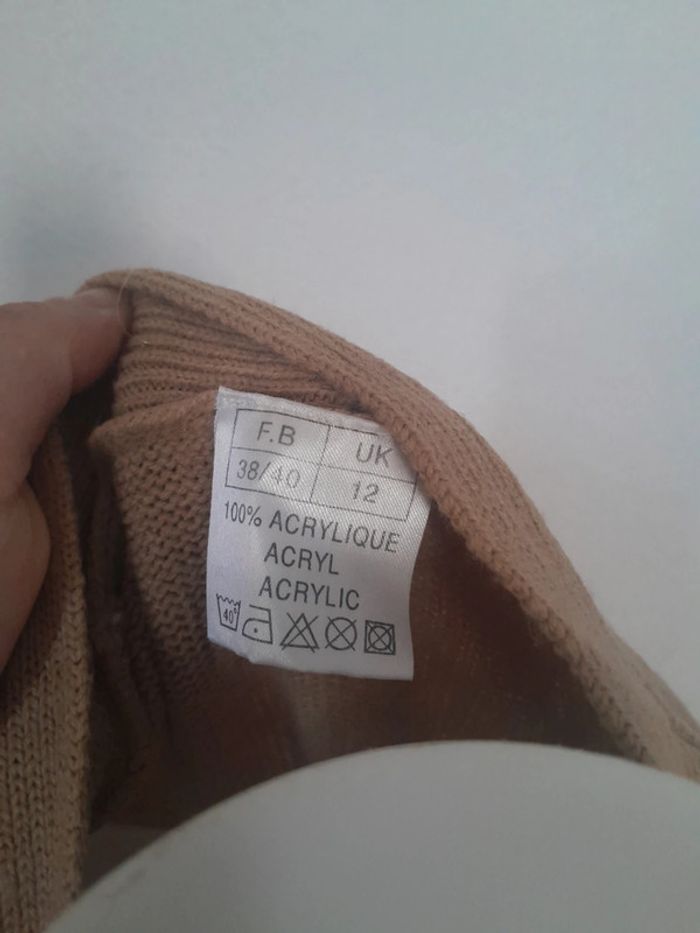 F.B UK
38/40 12
100% ACRYLIQUE
ACRYL
ACRYLIC
40°